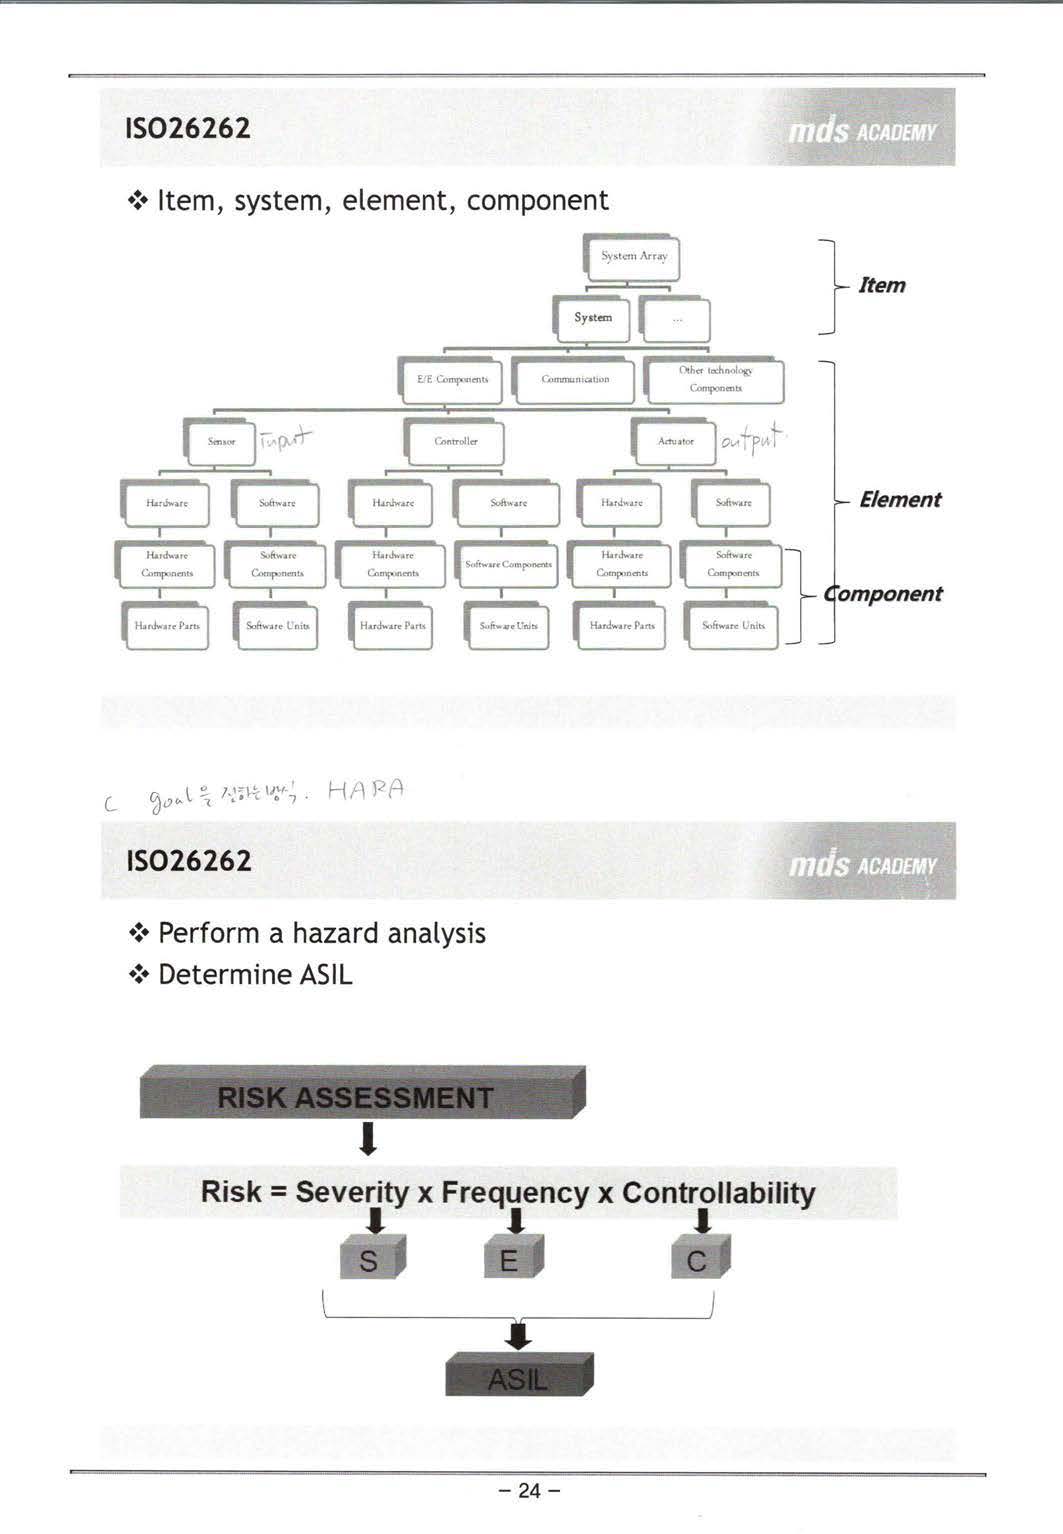 ISO26262
mds ACADEMY
❖ Item, system, element, component
System Array
Item
System
...
E/E Components
Communication
Other technology
Components
Sensor
input
Controller
Actuator
output.
Hardware
Software
Hardware
Software
Hardware
Software
Element
Hardware
Components
Software
Components
Hardware
Components
Software Components
Hardware
Components
Software
Components
Component
Hardware Parts
Software Units
Hardware Parts
Software Units
Hardware Parts
Software Units
goal을 정하는 방식. HARA
ISO26262
mds ACADEMY
❖ Perform a hazard analysis
❖ Determine ASIL
RISK ASSESSMENT
Risk = Severity x Frequency x Controllability
S
E
C
ASIL
– 24 –